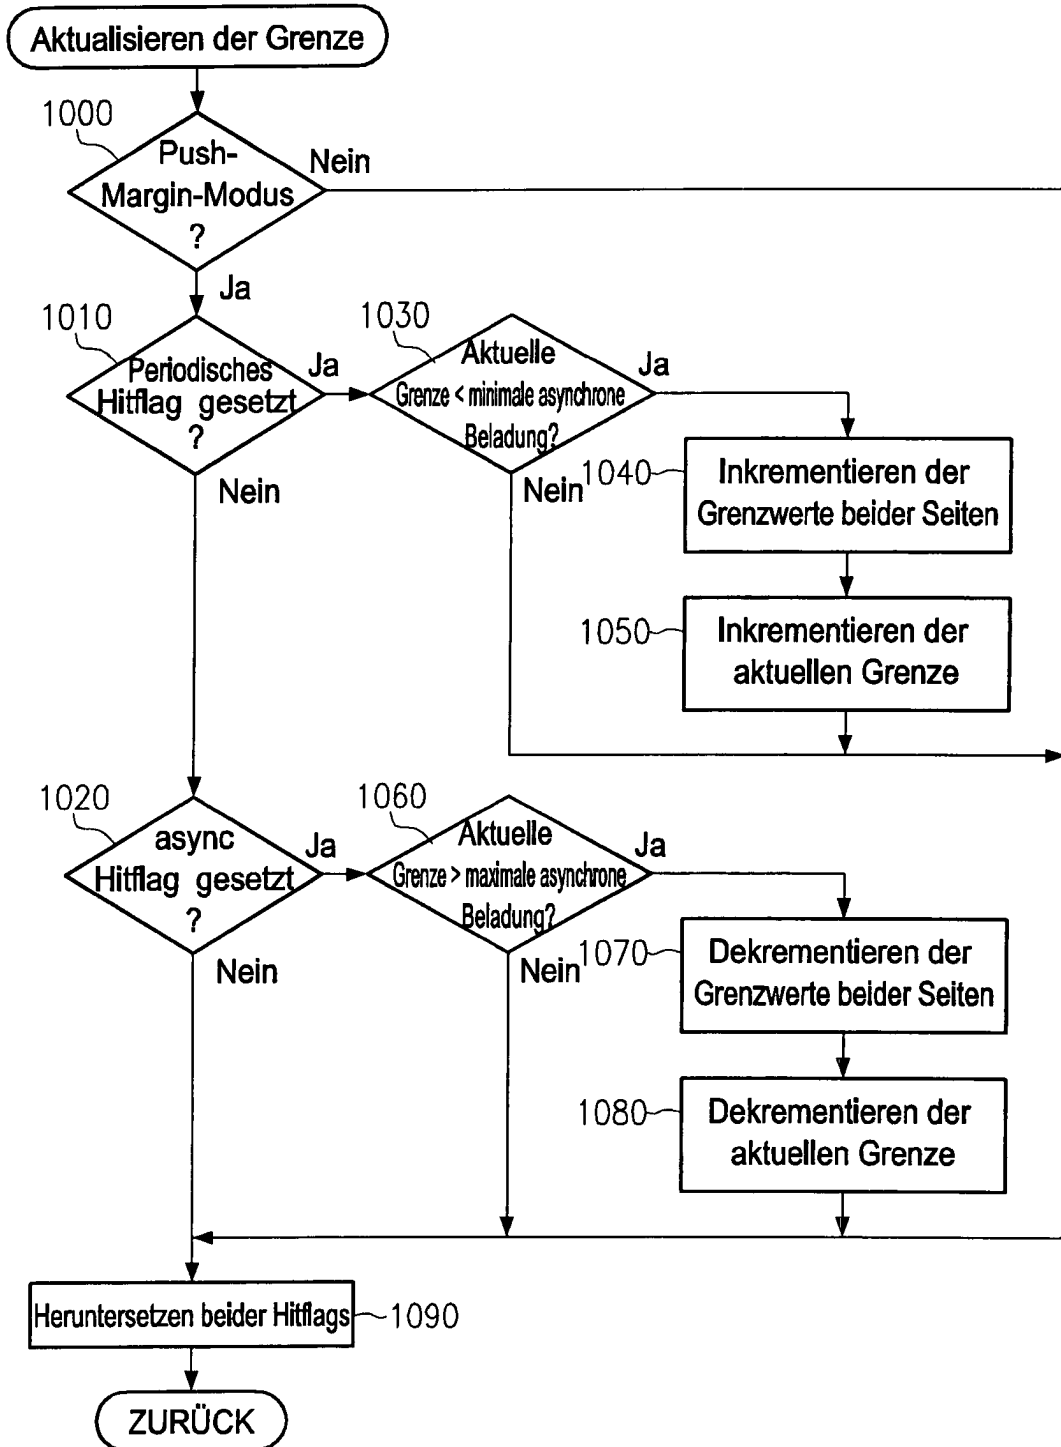 Aktualisieren der Grenze
1000
Push-
Margin-Modus
?
Nein
Ja
1010
Periodisches
Hitflag gesetzt
?
Ja
Nein
1030
Aktuelle
Grenze < minimale asynchrone
Beladung?
Ja
Nein
1040
Inkrementieren der
Grenzwerte beider Seiten
1050
Inkrementieren der
aktuellen Grenze
1020
async
Hitflag gesetzt
?
Ja
Nein
1060
Aktuelle
Grenze > maximale asynchrone
Beladung?
Ja
Nein
1070
Dekrementieren der
Grenzwerte beider Seiten
1080
Dekrementieren der
aktuellen Grenze
Heruntersetzen beider Hitflags
1090
ZURÜCK